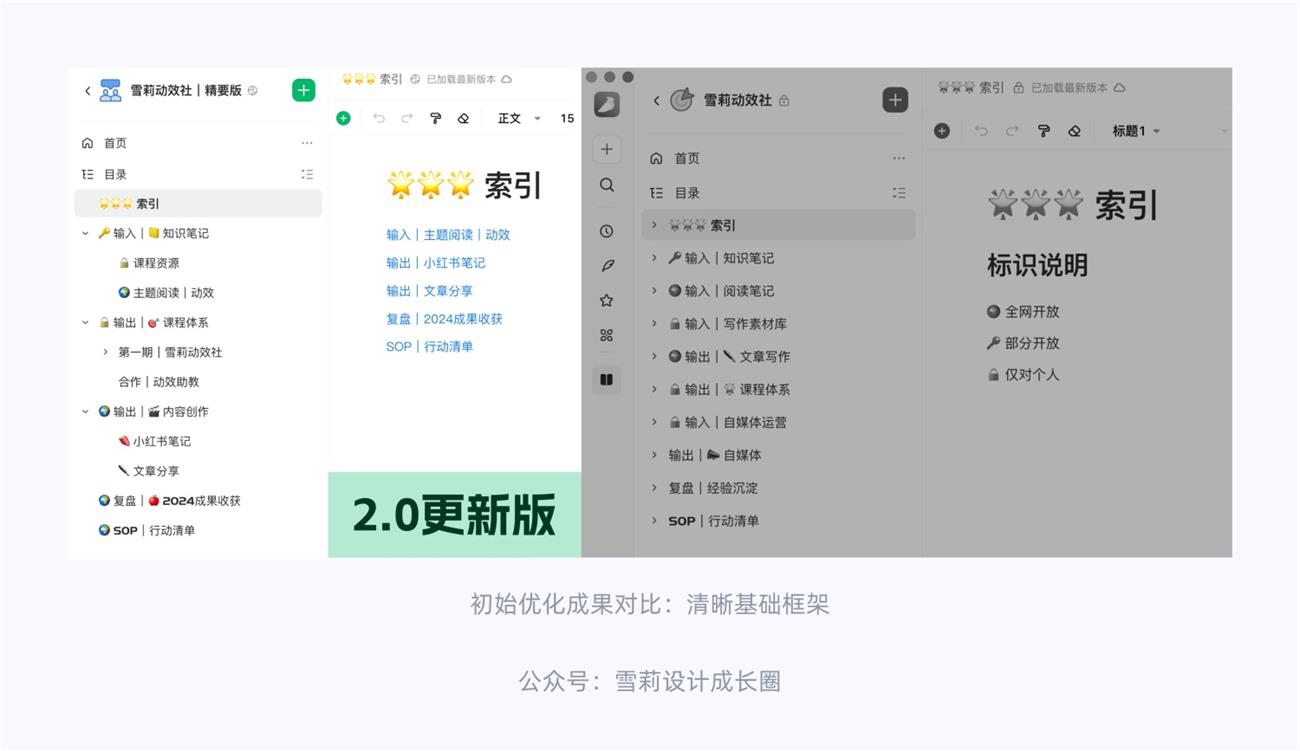 雪莉动效社｜精要版
首页
目录
🌟🌟🌟 索引
🔑 输入｜📒 知识笔记
🔒 课程资源
🌍 主题阅读｜动效
🔒 输出｜🎯 课程体系
第一期｜雪莉动效社
合作｜动效助教
🌍 输出｜🎬 内容创作
🍠 小红书笔记
🪶 文章分享
🌍 复盘｜🍎 2024成果收获
🌍 SOP｜行动清单
🌟🌟🌟 索引 已加载最新版本
正文 15
🌟🌟🌟 索引
输入｜主题阅读｜动效
输出｜小红书笔记
输出｜文章分享
复盘｜2024成果收获
SOP｜行动清单
2.0更新版
雪莉动效社
首页
目录
🌟🌟🌟 索引
🔑 输入｜知识笔记
🌍 输入｜阅读笔记
🔒 输入｜写作素材库
🌍 输出｜🪶 文章写作
🔒 输出｜🌟 课程体系
🔒 输入｜自媒体运营
输出｜📣 自媒体
复盘｜经验沉淀
SOP｜行动清单
🌟🌟🌟 索引 已加载最新版本
标题1
🌟🌟🌟 索引
标识说明
🌍 全网开放
🔑 部分开放
🔒 仅对个人
初始优化成果对比：清晰基础框架
公众号：雪莉设计成长圈